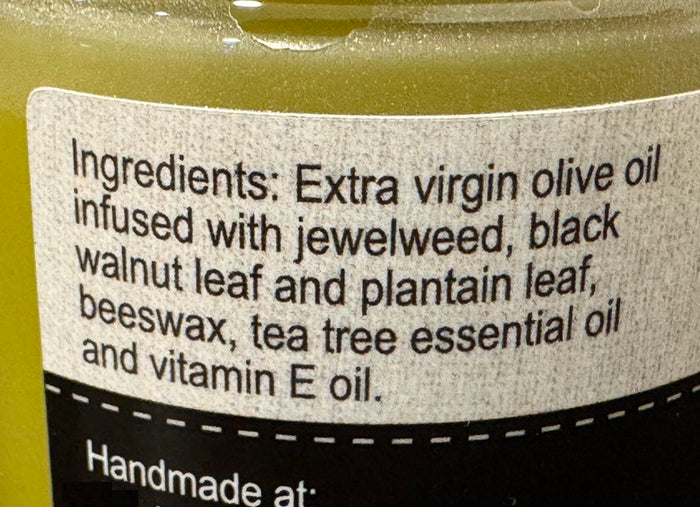 Ingredients: Extra virgin olive oil
infused with jewelweed, black
walnut leaf and plantain leaf,
beeswax, tea tree essential oil
and vitamin E oil.
Handmade at: